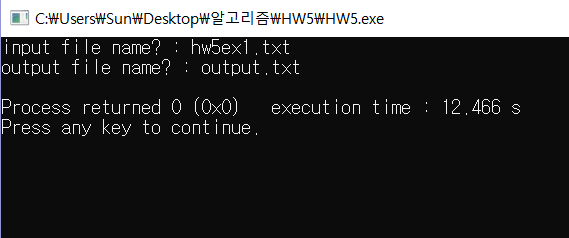 C:₩Users₩Sun₩Desktop₩알고리즘₩HW5₩HW5.exe
input file name? : hw5ex1.txt
output file name? : output.txt
Process returned 0 (0x0)   execution time : 12.466 s
Press any key to continue.